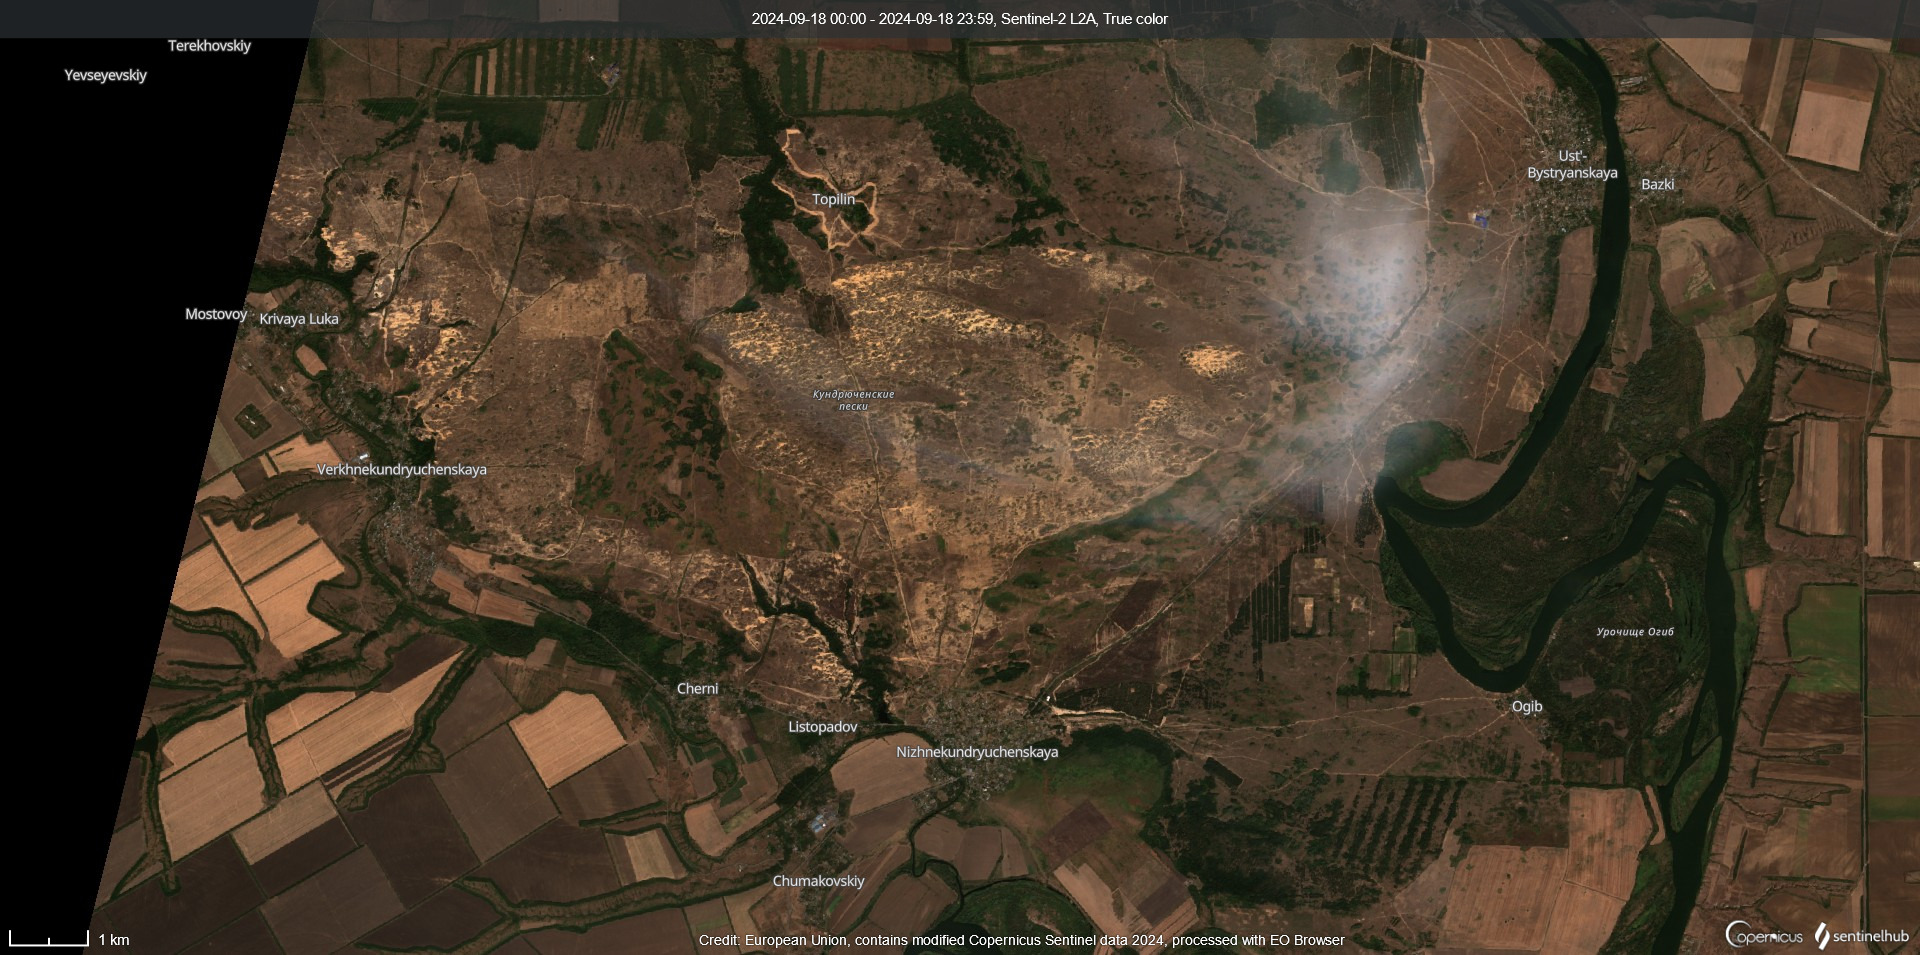 2024-09-18 00:00 - 2024-09-18 23:59, Sentinel-2 L2A, True color
Terekhovskiy
Yevseyevskiy
Ust'-
Bystryanskaya
Bazki
Topilin
Mostovoy
Krivaya Luka
Кундрюченские
пески
Verkhnekundryuchenskaya
Урочище Огиб
Cherni
Ogib
Listopadov
Nizhnekundryuchenskaya
Chumakovskiy
1 km
Credit: European Union, contains modified Copernicus Sentinel data 2024, processed with EO Browser
Copernicus
sentinelhub